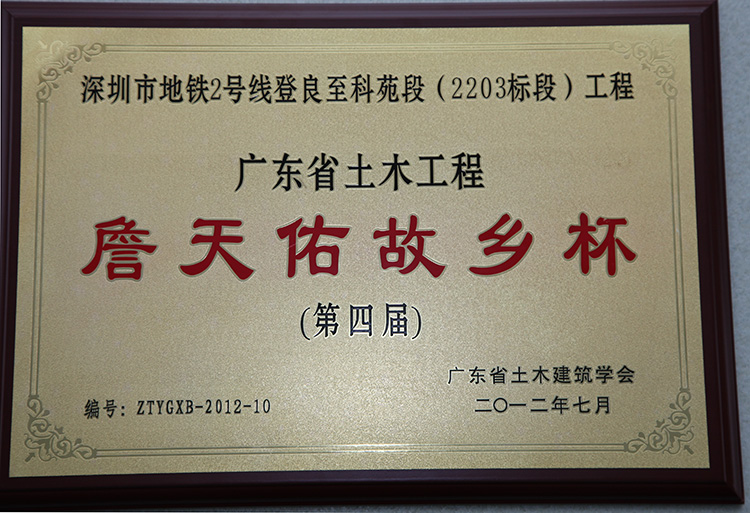 深圳市地铁2号线登良至科苑段（2203标段）工程
广东省土木工程
詹天佑故乡杯
(第四届)
广东省土木建筑学会
编号：ZTYGXB-2012-10
二〇一二年七月